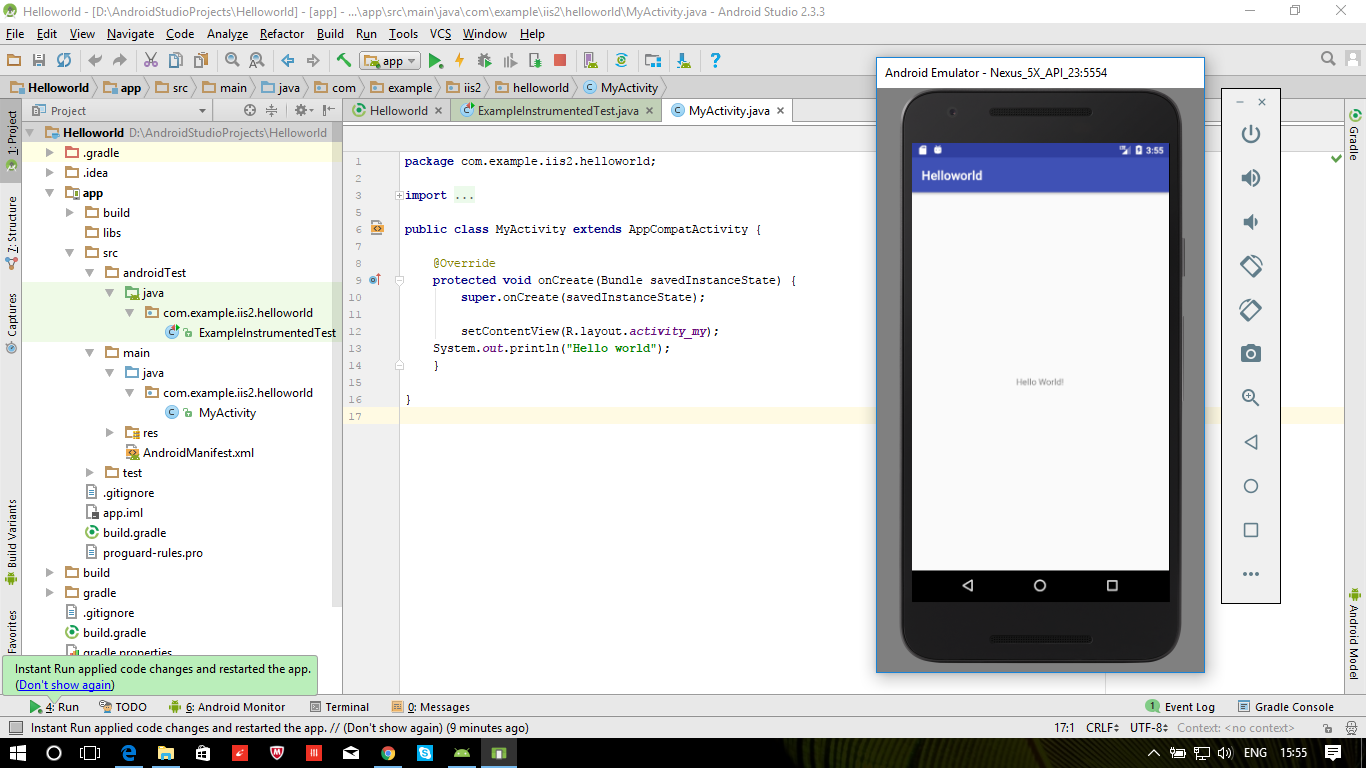 Helloworld - [D:\AndroidStudioProjects\Helloworld] - [app] - ...\app\src\main\java\com\example\iis2\helloworld\MyActivity.java - Android Studio 2.3.3
File Edit View Navigate Code Analyze Refactor Build Run Tools VCS Window Help
app
Helloworld app src main java com example iis2 helloworld MyActivity
Project
Helloworld ExampleInstrumentedTest.java MyActivity.java
1: Project
7: Structure
Captures
Build Variants
Favorites
Helloworld D:\AndroidStudioProjects\Helloworld
.gradle
.idea
app
build
libs
src
androidTest
java
com.example.iis2.helloworld
ExampleInstrumentedTest
main
java
com.example.iis2.helloworld
MyActivity
res
AndroidManifest.xml
test
.gitignore
app.iml
build.gradle
proguard-rules.pro
build
gradle
.gitignore
build.gradle
gradle.properties
1 package com.example.iis2.helloworld;
2
3 import ...
5
6 public class MyActivity extends AppCompatActivity {
7
8 @Override
9 protected void onCreate(Bundle savedInstanceState) {
10 super.onCreate(savedInstanceState);
11
12 setContentView(R.layout.activity_my);
13 System.out.println("Hello world");
14 }
15
16 }
17
Android Emulator - Nexus_5X_API_23:5554
3:55
Helloworld
Hello World!
Gradle
Android Model
Instant Run applied code changes and restarted the app.
(Don't show again)
4: Run TODO 6: Android Monitor Terminal 0: Messages 1 Event Log Gradle Console
Instant Run applied code changes and restarted the app. // (Don't show again) (9 minutes ago) 17:1 CRLF UTF-8 Context: <no context>
ENG 15:55